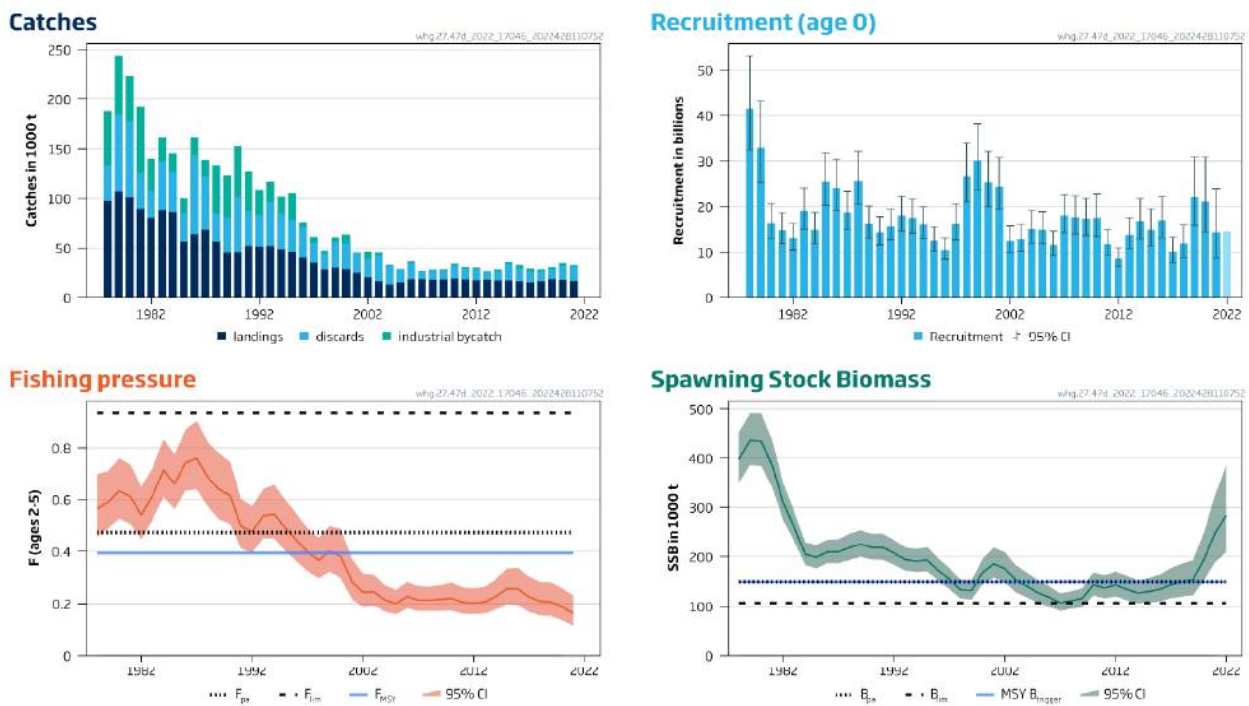 Catches
whg.27.47d_2022_17046_2022428110752
Catches in 1000 t
250
200
150
100
50
0
1982
1992
2002
2012
2022
landings
discards
industrial bycatch
Recruitment (age 0)
whg.27.47d_2022_17046_2022428110752
Recruitment in billions
50
40
30
20
10
0
1982
1992
2002
2012
2022
Recruitment
95% CI
Fishing pressure
whg.27.47d_2022_17046_2022428110752
F (ages 2-5)
0.8
0.6
0.4
0.2
0
1982
1992
2002
2012
2022
Fpa
Flim
FMSY
95% CI
Spawning Stock Biomass
whg.27.47d_2022_17046_2022428110752
SSB in 1000 t
500
400
300
200
100
0
1982
1992
2002
2012
2022
Bpa
Blim
MSY Btrigger
95% CI